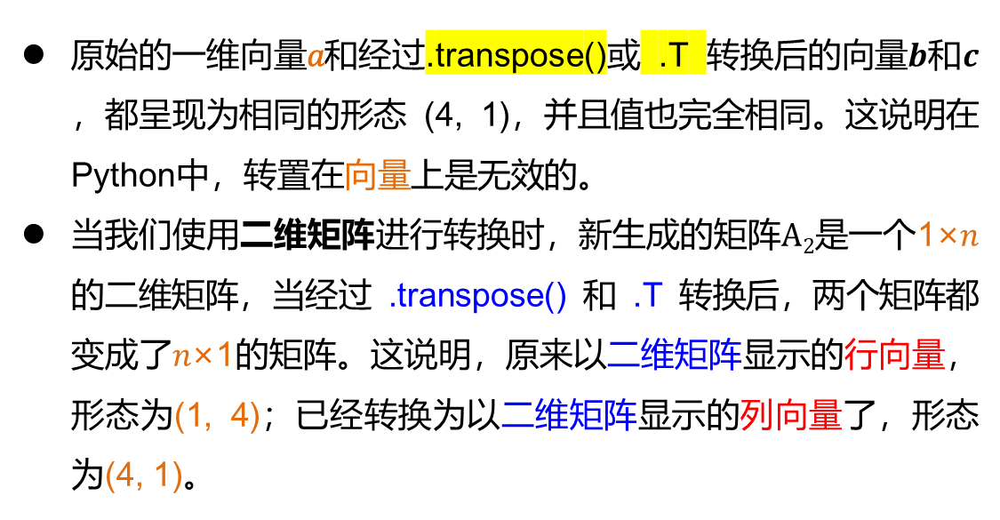 ● 原始的一维向量a和经过.transpose()或 .T 转换后的向量b和c
，都呈现为相同的形态 (4, 1)，并且值也完全相同。这说明在
Python中，转置在向量上是无效的。
● 当我们使用二维矩阵进行转换时，新生成的矩阵A₂是一个1×n
的二维矩阵，当经过 .transpose() 和 .T 转换后，两个矩阵都
变成了n×1的矩阵。这说明，原来以二维矩阵显示的行向量，
形态为(1, 4)；已经转换为以二维矩阵显示的列向量了，形态
为(4, 1)。